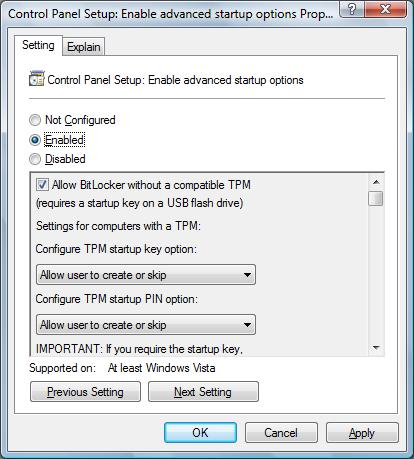 Control Panel Setup: Enable advanced startup options Prop...
Setting
Explain
Control Panel Setup: Enable advanced startup options
Not Configured
Enabled
Disabled
Allow BitLocker without a compatible TPM
(requires a startup key on a USB flash drive)
Settings for computers with a TPM:
Configure TPM startup key option:
Allow user to create or skip
Configure TPM startup PIN option:
Allow user to create or skip
IMPORTANT: If you require the startup key,
Supported on: At least Windows Vista
Previous Setting
Next Setting
OK
Cancel
Apply